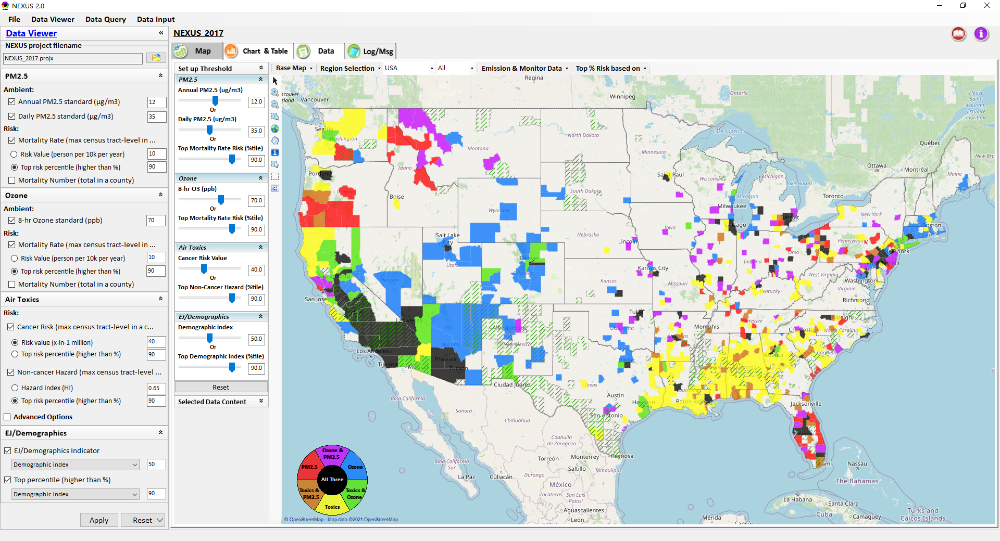 NEXUS 2.0
File Data Viewer Data Query Data Input
Data Viewer
NEXUS project filename
NEXUS_2017.projx
PM2.5
Ambient:
Annual PM2.5 standard (µg/m3) 12
Daily PM2.5 standard (µg/m3) 35
Risk:
Mortality Rate (max census tract-level in ...
Risk Value (person per 10k per year) 10
Top risk percentile (higher than %) 90
Mortality Number (total in a county)
Ozone
Ambient:
8-hr Ozone standard (ppb) 70
Risk:
Mortality Rate (max census tract-level in ...
Risk Value (person per 10k per year) 10
Top risk percentile (higher than %) 90
Mortality Number (total in a county)
Air Toxics
Risk:
Cancer Risk (max census tract-level in a c...
Risk value (x-in-1 million) 40
Top risk percentile (higher than %) 90
Non-cancer Hazard (max census tract-level ...
Hazard Index (HI) 0.65
Top risk percentile (higher than %) 90
Advanced Options
EJ/Demographics
EJ/Demographics Indicator
Demographic index 50
Top percentile (higher than %)
Demographic index 90
Apply Reset
NEXUS_2017
Map Chart & Table Data Log/Msg
Set up Threshold
PM2.5
Annual PM2.5 (ug/m3)
12.0
Or
Daily PM2.5 (ug/m3)
35.0
Or
Top Mortality Rate Risk (%tile)
90.0
Ozone
8-hr O3 (ppb)
70.0
Or
Top Mortality Rate Risk (%tile)
90.0
Air Toxics
Cancer Risk Value
40.0
Or
Top Non-Cancer Hazard (%tile)
90.0
EJ/Demographics
Demographic index
50.0
Or
Top Demographic index (%tile)
90.0
Reset
Selected Data Content
Base Map Region Selection USA All Emission & Monitor Data Top % Risk based on
Regina
Winnipeg
Ontario
Fleuve
Saint-
Laurent,
Estuaire
maritime
Vancouver
Seattle
Washington
Montana
North Dakota
Minnesota
Lake Superior
Québec
Ottawa
Montréal
Maine
Portland
Idaho
Oregon
Boise
Saint Paul
Wisconsin
Michigan
Lake Huron
Toronto
South Dakota
Lake Michigan
Milwaukee
Wyoming
Detroit
New York
Boston
Chicago
Iowa
Salt Lake
City
Nebraska
Lincoln
Pennsylvania
New York
Denver
Utah
Ohio
Illinois
Indiana
Philadelphia
Nevada
Colorado
Kansas City
Sacramento
Kansas
Missouri
West Virginia
Washington
Kentucky
Virginia
San Jose
Richmond
Las Vegas
Tulsa
Raleigh
Albuquerque
Oklahoma
Memphis
Tennessee
Charlotte
North Carolina
Arizona
New Mexico
Arkansas
Los Angeles
Phoenix
Atlanta
South Carolina
Tijuana
Mexicali
Tucson
Dallas
Ciudad Juárez
Texas
Louisiana
Austin
Baja California
Houston
Baton Rouge
Jacksonville
Sonora
San Antonio
Chihuahua
Florida
Coahuila
de Zaragoza
Monterrey
Reynosa
Miami
Nassau
Torreón
Baja California
Sur
Saltillo
Tamaulipas
La Paz
Culiacán
Durango
México
The Bahamas
Zacatecas
San Luis
Potosí
La Habana
Santa Clara
Aguascalientes
León
Jalisco
Mérida
Cancún
Cuba
Camagüey
Turks and
Caicos Islands
Ozone &
PM2.5
PM2.5
Ozone
All Three
Toxics &
PM2.5
Toxics &
Ozone
Toxics
© OpenStreetMap - Map data ©2021 OpenStreetMap